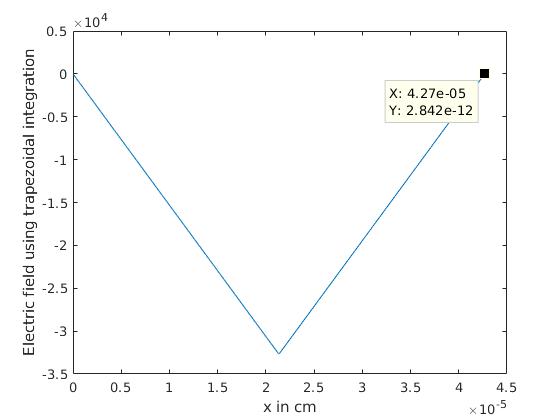 ×10⁴
0.5
0
-0.5
-1
-1.5
-2
-2.5
-3
-3.5
Electric field using trapezoidal integration
X: 4.27e-05
Y: 2.842e-12
0 0.5 1 1.5 2 2.5 3 3.5 4 4.5
x in cm
×10⁻⁵